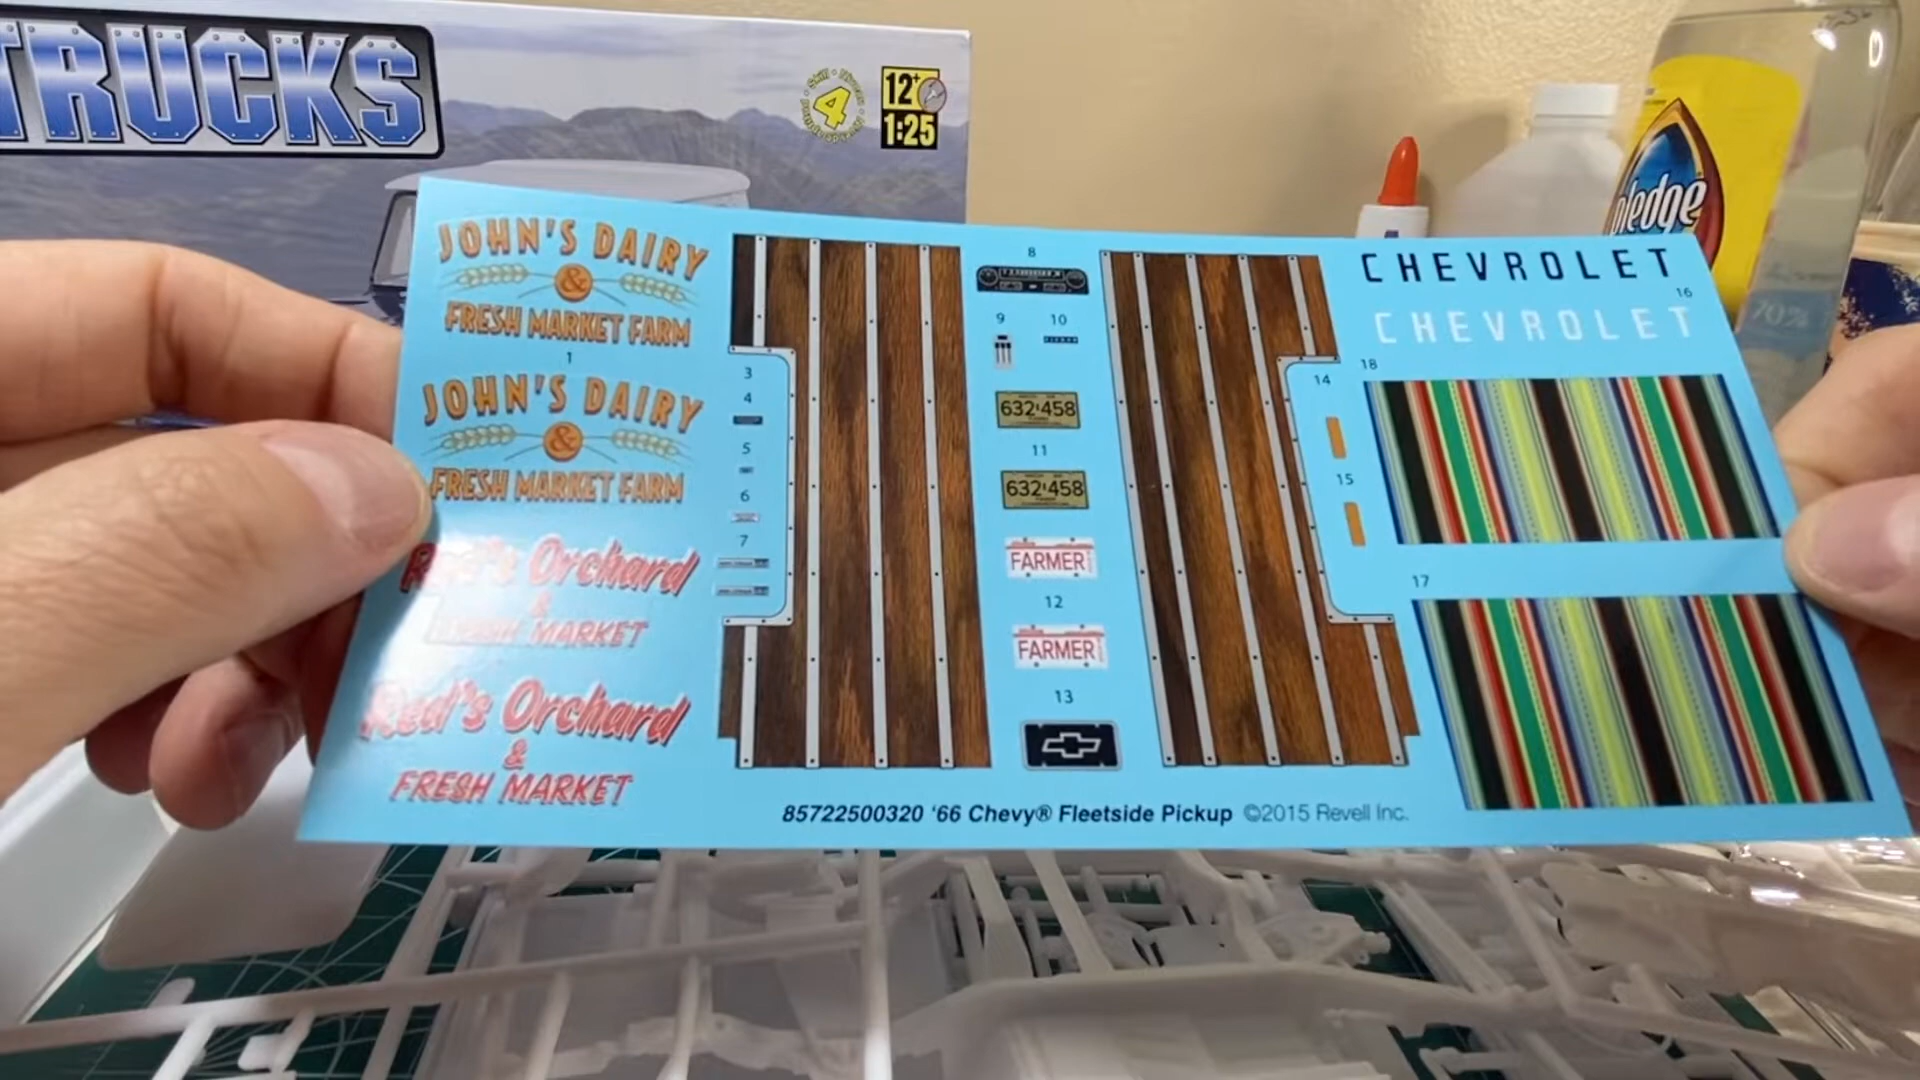 TRUCKS
4
12+
1:25
pledge
70%
JOHN'S DAIRY
&
FRESH MARKET FARM
1
JOHN'S DAIRY
&
FRESH MARKET FARM
Red's Orchard
&
FRESH MARKET
Red's Orchard
&
FRESH MARKET
3
4
5
6
7
8
9
10
632 458
11
632 458
FARMER
12
FARMER
13
14
15
CHEVROLET
16
CHEVROLET
18
17
85722500320 '66 Chevy® Fleetside Pickup ©2015 Revell Inc.